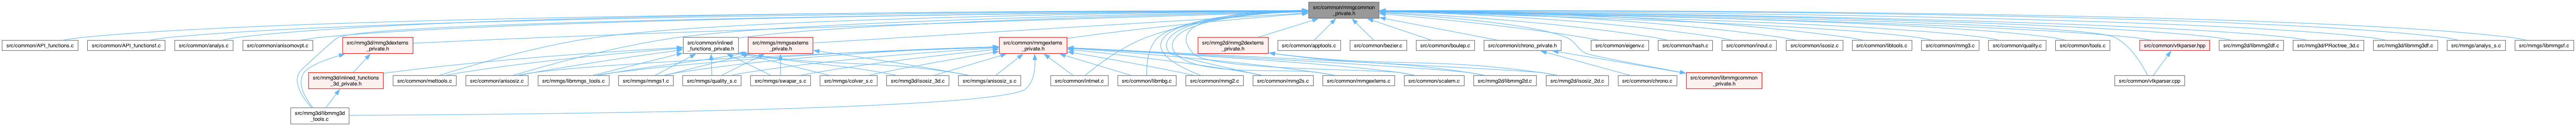 src/common/mmgcommon
_private.h
src/common/API_functions.c
src/common/API_functionsf.c
src/common/analys.c
src/common/anisomovpt.c
src/mmg3d/mmg3dexterns
_private.h
src/common/inlined
_functions_private.h
src/mmgs/mmgsexterns
_private.h
src/common/mmgexterns
_private.h
src/mmg2d/mmg2dexterns
_private.h
src/common/apptools.c
src/common/bezier.c
src/common/boulep.c
src/common/chrono_private.h
src/common/eigenv.c
src/common/hash.c
src/common/inout.c
src/common/isosiz.c
src/common/libtools.c
src/common/mmg3.c
src/common/quality.c
src/common/tools.c
src/common/vtkparser.hpp
src/mmg2d/libmmg2df.c
src/mmg3d/PRoctree_3d.c
src/mmg3d/libmmg3df.c
src/mmgs/analys_s.c
src/mmgs/libmmgsf.c
src/mmg3d/inlined_functions
_3d_private.h
src/common/mettools.c
src/common/anisosiz.c
src/mmgs/libmmgs_tools.c
src/mmgs/mmgs1.c
src/mmgs/quality_s.c
src/mmgs/swapar_s.c
src/mmgs/colver_s.c
src/mmg3d/isosiz_3d.c
src/mmgs/anisosiz_s.c
src/common/intmet.c
src/common/libmbg.c
src/common/mmg2.c
src/common/mmg2s.c
src/common/mmgexterns.c
src/common/scalem.c
src/mmg2d/libmmg2d.c
src/mmg2d/isosiz_2d.c
src/common/chrono.c
src/common/libmmgcommon
_private.h
src/common/vtkparser.cpp
src/mmg3d/libmmg3d
_tools.c